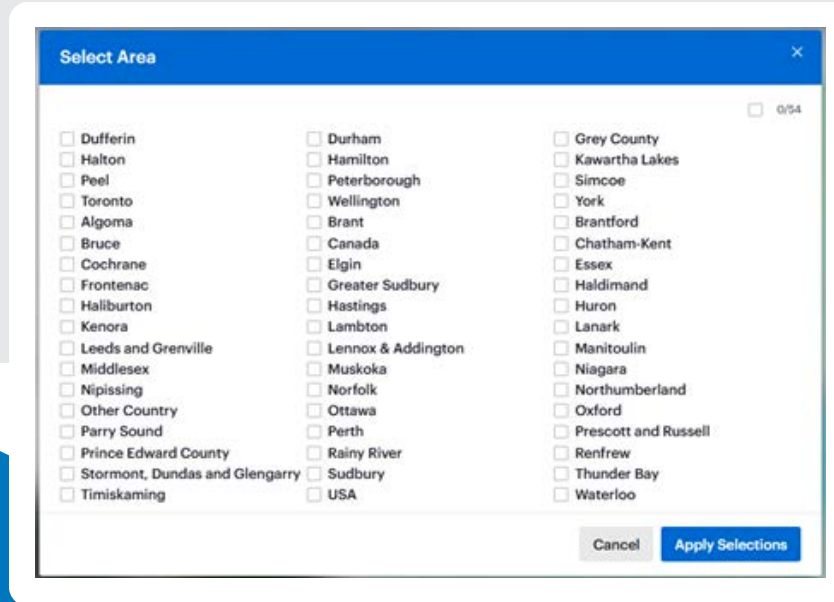 Select Area
×
0/54
Dufferin Durham Grey County
Halton Hamilton Kawartha Lakes
Peel Peterborough Simcoe
Toronto Wellington York
Algoma Brant Brantford
Bruce Canada Chatham-Kent
Cochrane Elgin Essex
Frontenac Greater Sudbury Haldimand
Haliburton Hastings Huron
Kenora Lambton Lanark
Leeds and Grenville Lennox & Addington Manitoulin
Middlesex Muskoka Niagara
Nipissing Norfolk Northumberland
Other Country Ottawa Oxford
Parry Sound Perth Prescott and Russell
Prince Edward County Rainy River Renfrew
Stormont, Dundas and Glengarry Sudbury Thunder Bay
Timiskaming USA Waterloo
Cancel Apply Selections